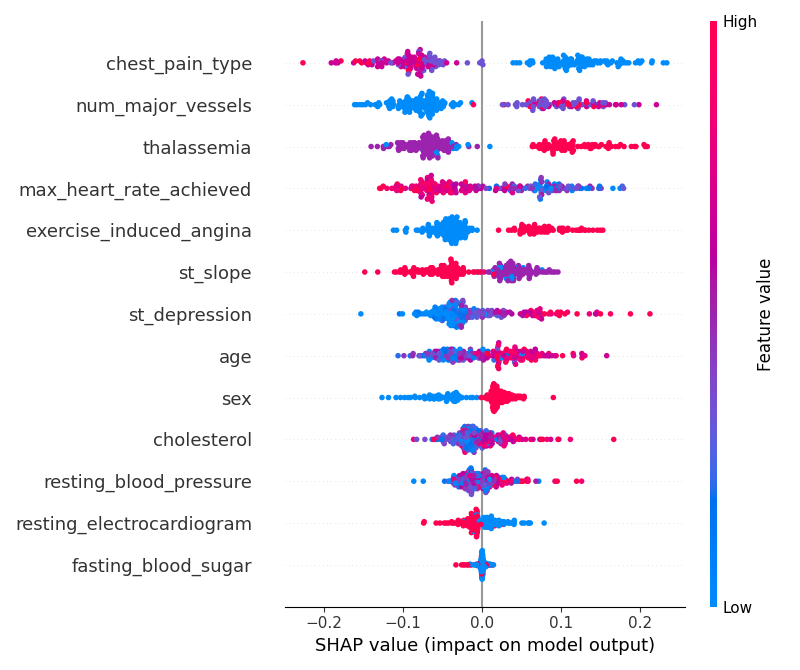 High
chest_pain_type
num_major_vessels
thalassemia
max_heart_rate_achieved
exercise_induced_angina
st_slope
st_depression
age
sex
cholesterol
resting_blood_pressure
resting_electrocardiogram
fasting_blood_sugar
Feature value
Low
−0.2 −0.1 0.0 0.1 0.2
SHAP value (impact on model output)